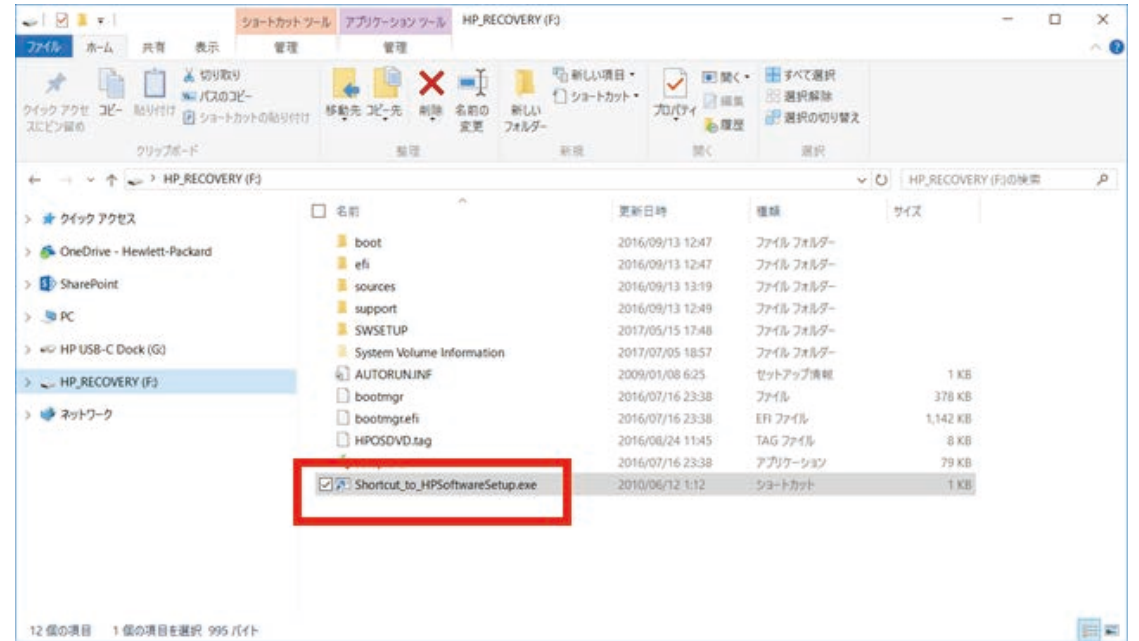 ショートカット ツール アプリケーション ツール HP_RECOVERY (F:)
ファイル ホーム 共有 表示 管理 管理
クイック アクセスにピン留め コピー 貼り付け 切り取り パスのコピー ショートカットの貼り付け
移動先 コピー先 削除 名前の変更 新しいフォルダー
新しい項目 ショートカット
プロパティ 開く 編集 履歴
すべて選択 選択解除 選択の切り替え
クリップボード 整理 新規 開く 選択
HP_RECOVERY (F:) HP_RECOVERY (F:)の検索
クイック アクセス
OneDrive - Hewlett-Packard
SharePoint
PC
HP USB-C Dock (G:)
HP_RECOVERY (F:)
ネットワーク
名前 更新日時 種類 サイズ
boot 2016/09/13 12:47 ファイル フォルダー
efi 2016/09/13 12:47 ファイル フォルダー
sources 2016/09/13 13:19 ファイル フォルダー
support 2016/09/13 12:49 ファイル フォルダー
SWSETUP 2017/05/15 17:48 ファイル フォルダー
System Volume Information 2017/07/05 18:57 ファイル フォルダー
AUTORUN.INF 2009/01/08 6:25 セットアップ情報 1 KB
bootmgr 2016/07/16 23:38 ファイル 378 KB
bootmgr.efi 2016/07/16 23:38 EFI ファイル 1,142 KB
HPOSDVD.tag 2016/08/24 11:45 TAG ファイル 8 KB
2016/07/16 23:38 アプリケーション 79 KB
Shortcut_to_HPSoftwareSetup.exe 2010/06/12 1:12 ショートカット 1 KB
12 個の項目 1 個の項目を選択 995 バイト